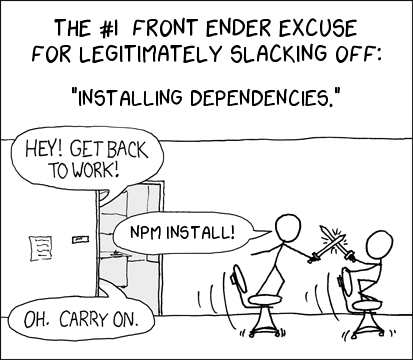 THE #1 FRONT ENDER EXCUSE
FOR LEGITIMATELY SLACKING OFF:
"INSTALLING DEPENDENCIES."
HEY! GET BACK
TO WORK!
NPM INSTALL!
OH. CARRY ON.